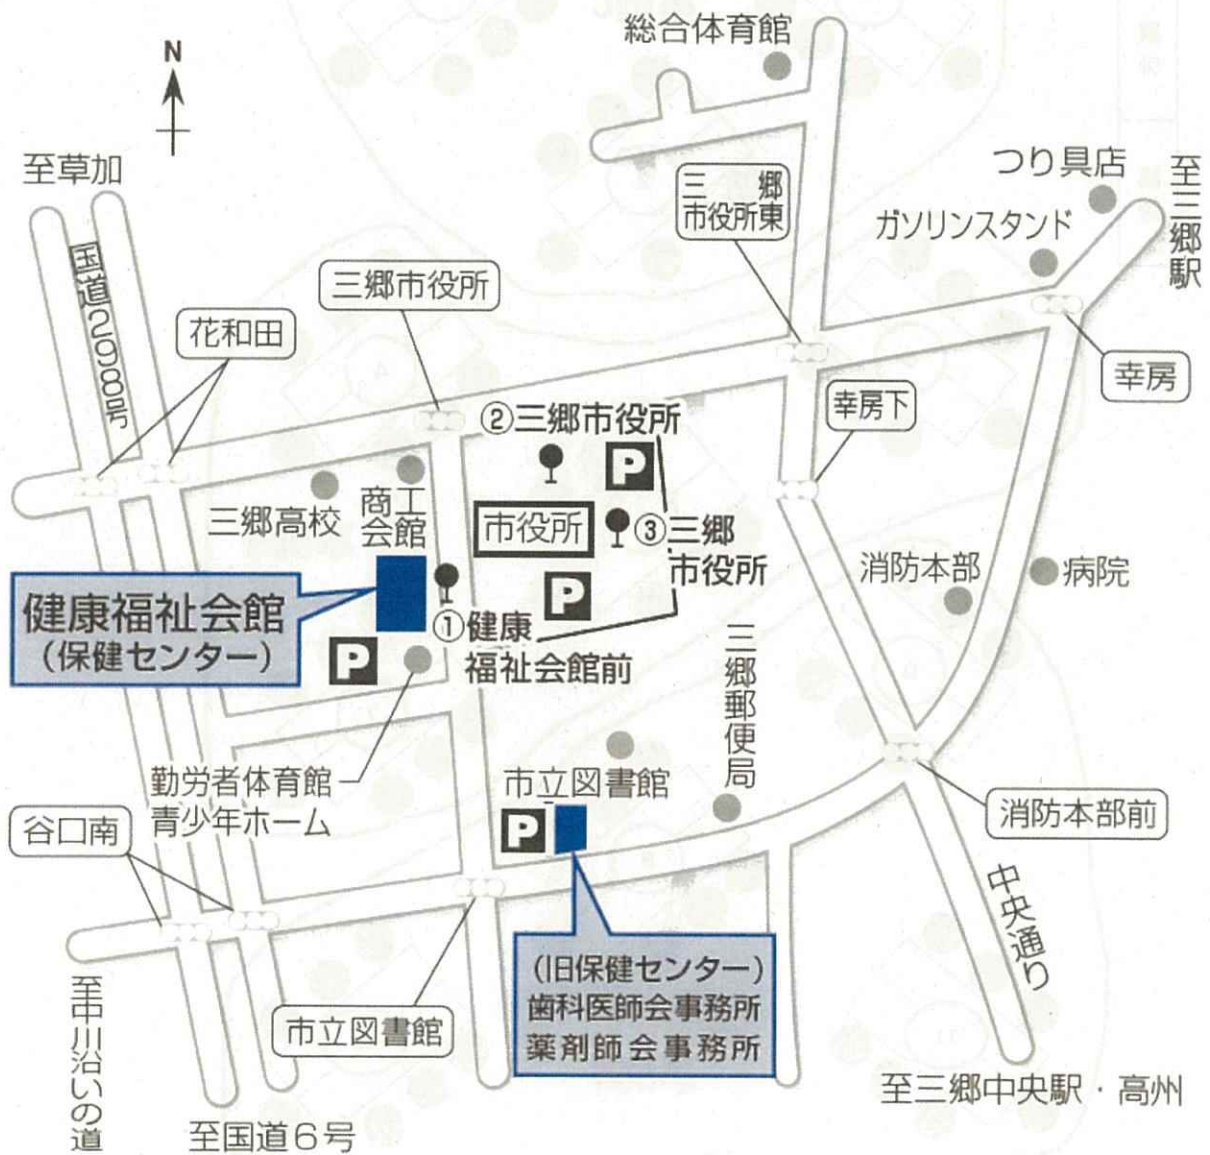 総合体育館
N
至草加
つり具店
至三郷駅
三郷
市役所東
ガソリンスタンド
国道298号
三郷市役所
花和田
幸房
幸房下
②三郷市役所
P
商工
会館
三郷高校
市役所
③三郷
市役所
消防本部
病院
健康福祉会館
(保健センター)
P
①健康
福祉会館前
P
三郷郵便局
勤労者体育館
青少年ホーム
市立図書館
P
谷口南
消防本部前
中央通り
(旧保健センター)
歯科医師会事務所
薬剤師会事務所
至中川沿いの道
市立図書館
至三郷中央駅・高州
至国道6号